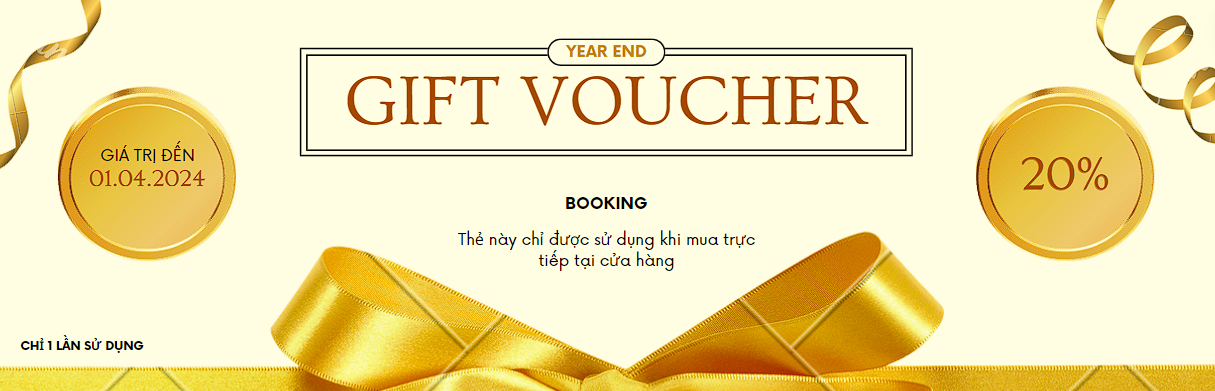 YEAR END
GIFT VOUCHER
GIÁ TRỊ ĐẾN
01.04.2024
20%
BOOKING
Thẻ này chỉ được sử dụng khi mua trực
tiếp tại cửa hàng
CHỈ 1 LẦN SỬ DỤNG